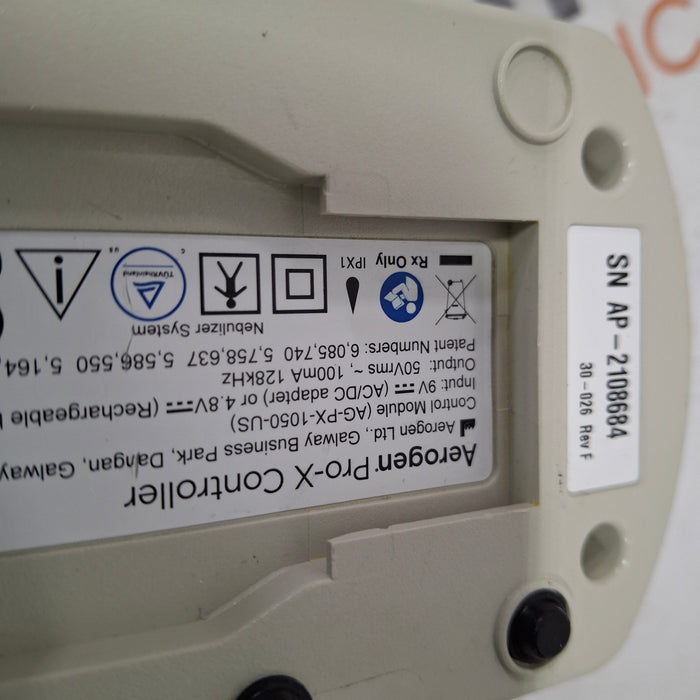 Aerogen Pro-X Controller
Aerogen Ltd., Galway Business Park, Dangan, Galway
Control Module (AG-PX-1050-US)
Input: 9V (AC/DC adapter) or 4.8V (Rechargeable
Output: 50Vrms ~, 100mA 128kHz
Patent Numbers: 6,085,740 5,758,637 5,586,550 5,164,
Nebulizer System
Rx Only IPX1
c TÜVRheinland us
SN AP-2108684
30-026 Rev F